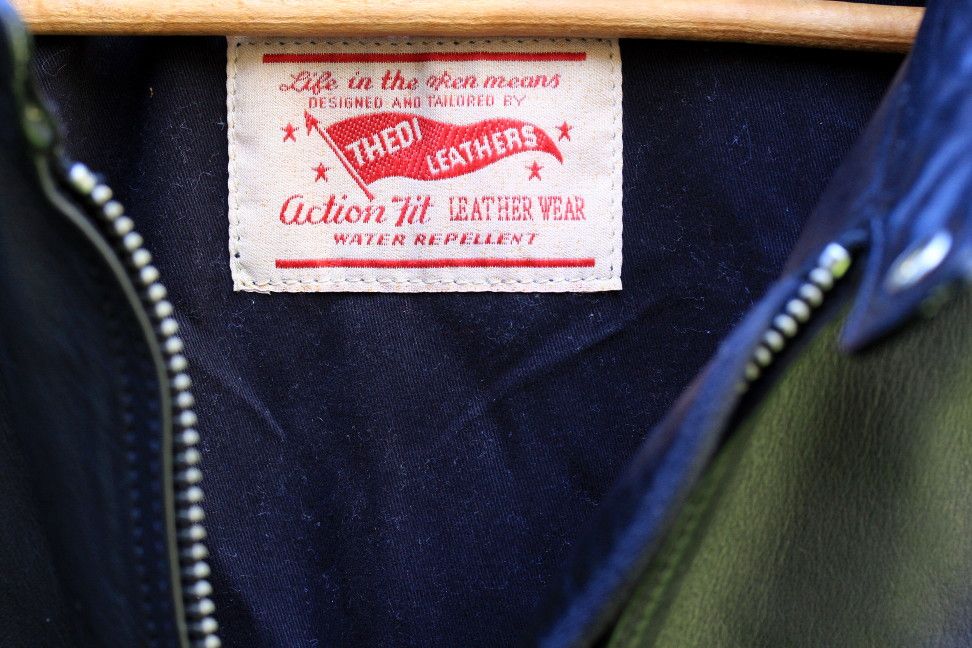 Life in the open means
DESIGNED AND TAILORED BY
THEDI
LEATHERS
Action Fit LEATHER WEAR
WATER REPELLENT